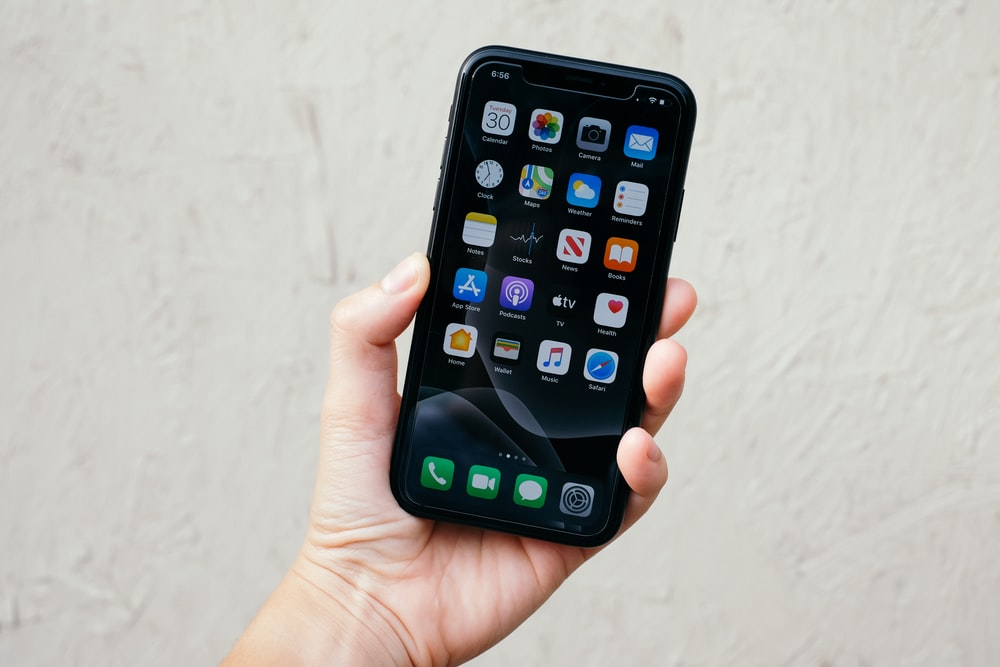 6:56
Tuesday
30
Calendar
Photos
Camera
Mail
Clock
Maps
Weather
Reminders
Notes
Stocks
News
Books
App Store
Podcasts
tv
TV
Health
Home
Wallet
Music
Safari